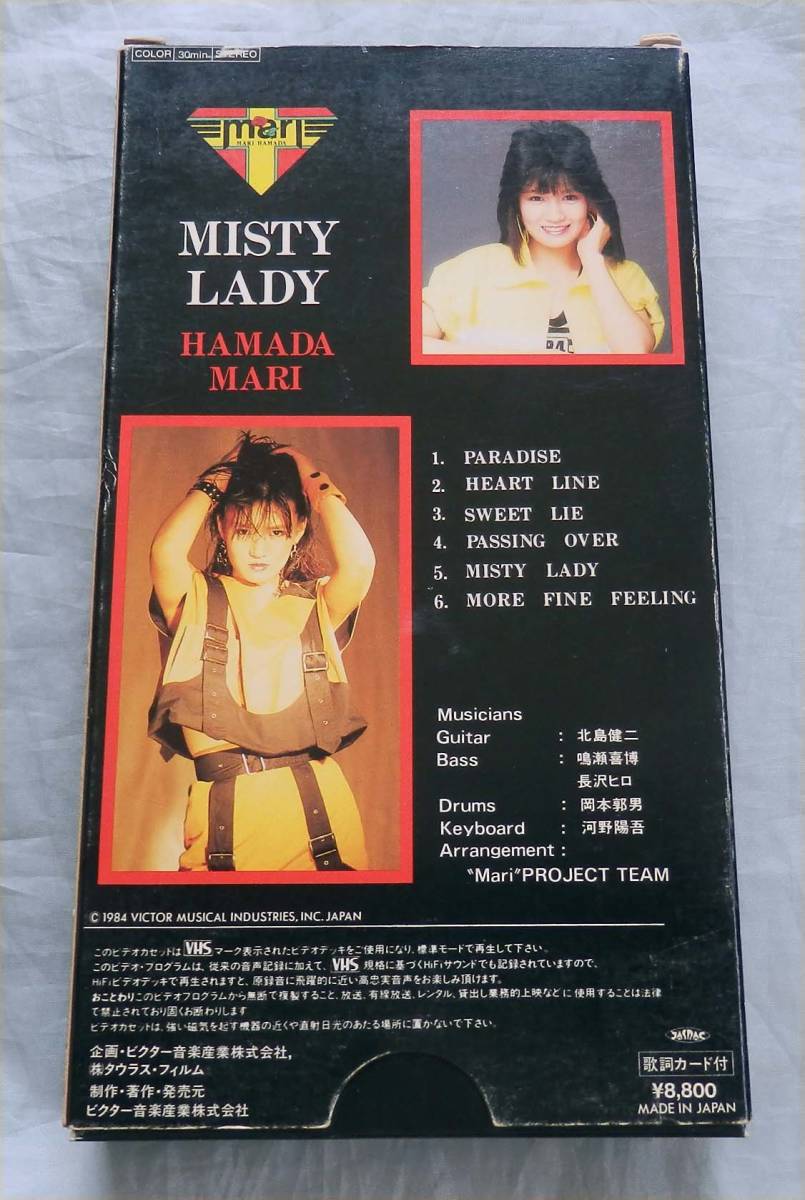 COLOR 30min. STEREO
mari
MARI HAMADA
MISTY
LADY
HAMADA
MARI
1. PARADISE
2. HEART LINE
3. SWEET LIE
4. PASSING OVER
5. MISTY LADY
6. MORE FINE FEELING
Musicians
Guitar : 北島健二
Bass : 鳴瀬喜博
長沢ヒロ
Drums : 岡本郭男
Keyboard : 河野陽吾
Arrangement :
"Mari" PROJECT TEAM
© 1984 VICTOR MUSICAL INDUSTRIES, INC. JAPAN
このビデオカセットは VHS マーク表示されたビデオデッキをご使用になり、標準モードで再生して下さい。
このビデオ・プログラムは、従来の音声記録に加えて、VHS 規格に基づくHiFiサウンドでも記録されていますので、
HiFiビデオデッキで再生されますと、原録音に飛躍的に近い高忠実音声をお楽しみ頂けます。
おことわり このビデオプログラムから無断で複製すること、放送、有線放送、レンタル、貸出し業務的上映などに使用することは法律
で禁止されており固くお断わりします
ビデオカセットは、強い磁気を起す機器の近くや直射日光のあたる場所に置かないで下さい。
JASRAC
企画・ビクター音楽産業株式会社,
株タウラス・フィルム
制作・著作・発売元
ビクター音楽産業株式会社
歌詞カード付
¥8,800
MADE IN JAPAN